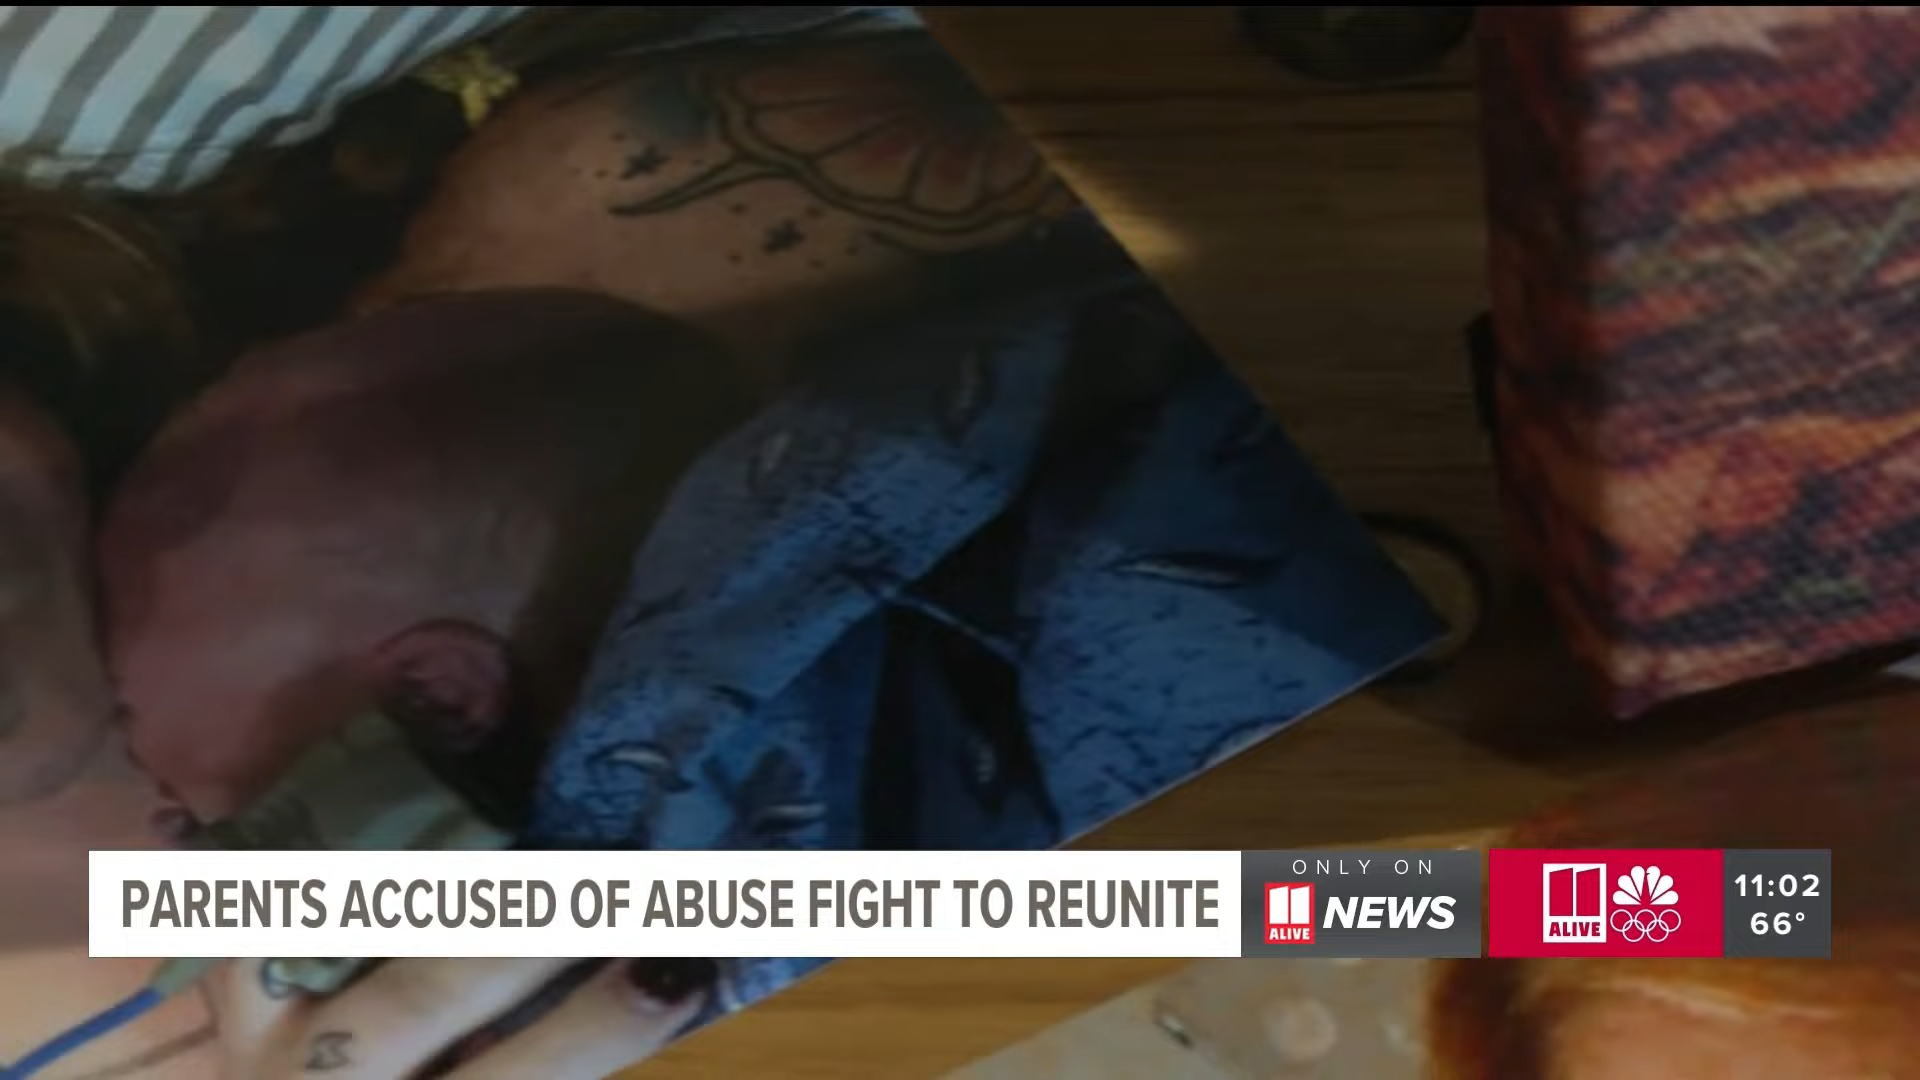 PARENTS ACCUSED OF ABUSE FIGHT TO REUNITE
ONLY ON
11 ALIVE NEWS
11 ALIVE
11:02
66°